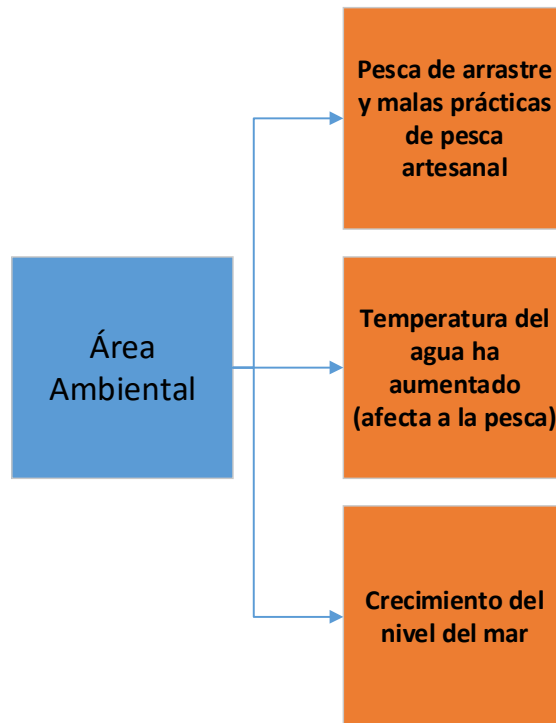 Área
Ambiental
Pesca de arrastre
y malas prácticas
de pesca
artesanal
Temperatura del
agua ha
aumentado
(afecta a la pesca)
Crecimiento del
nivel del mar